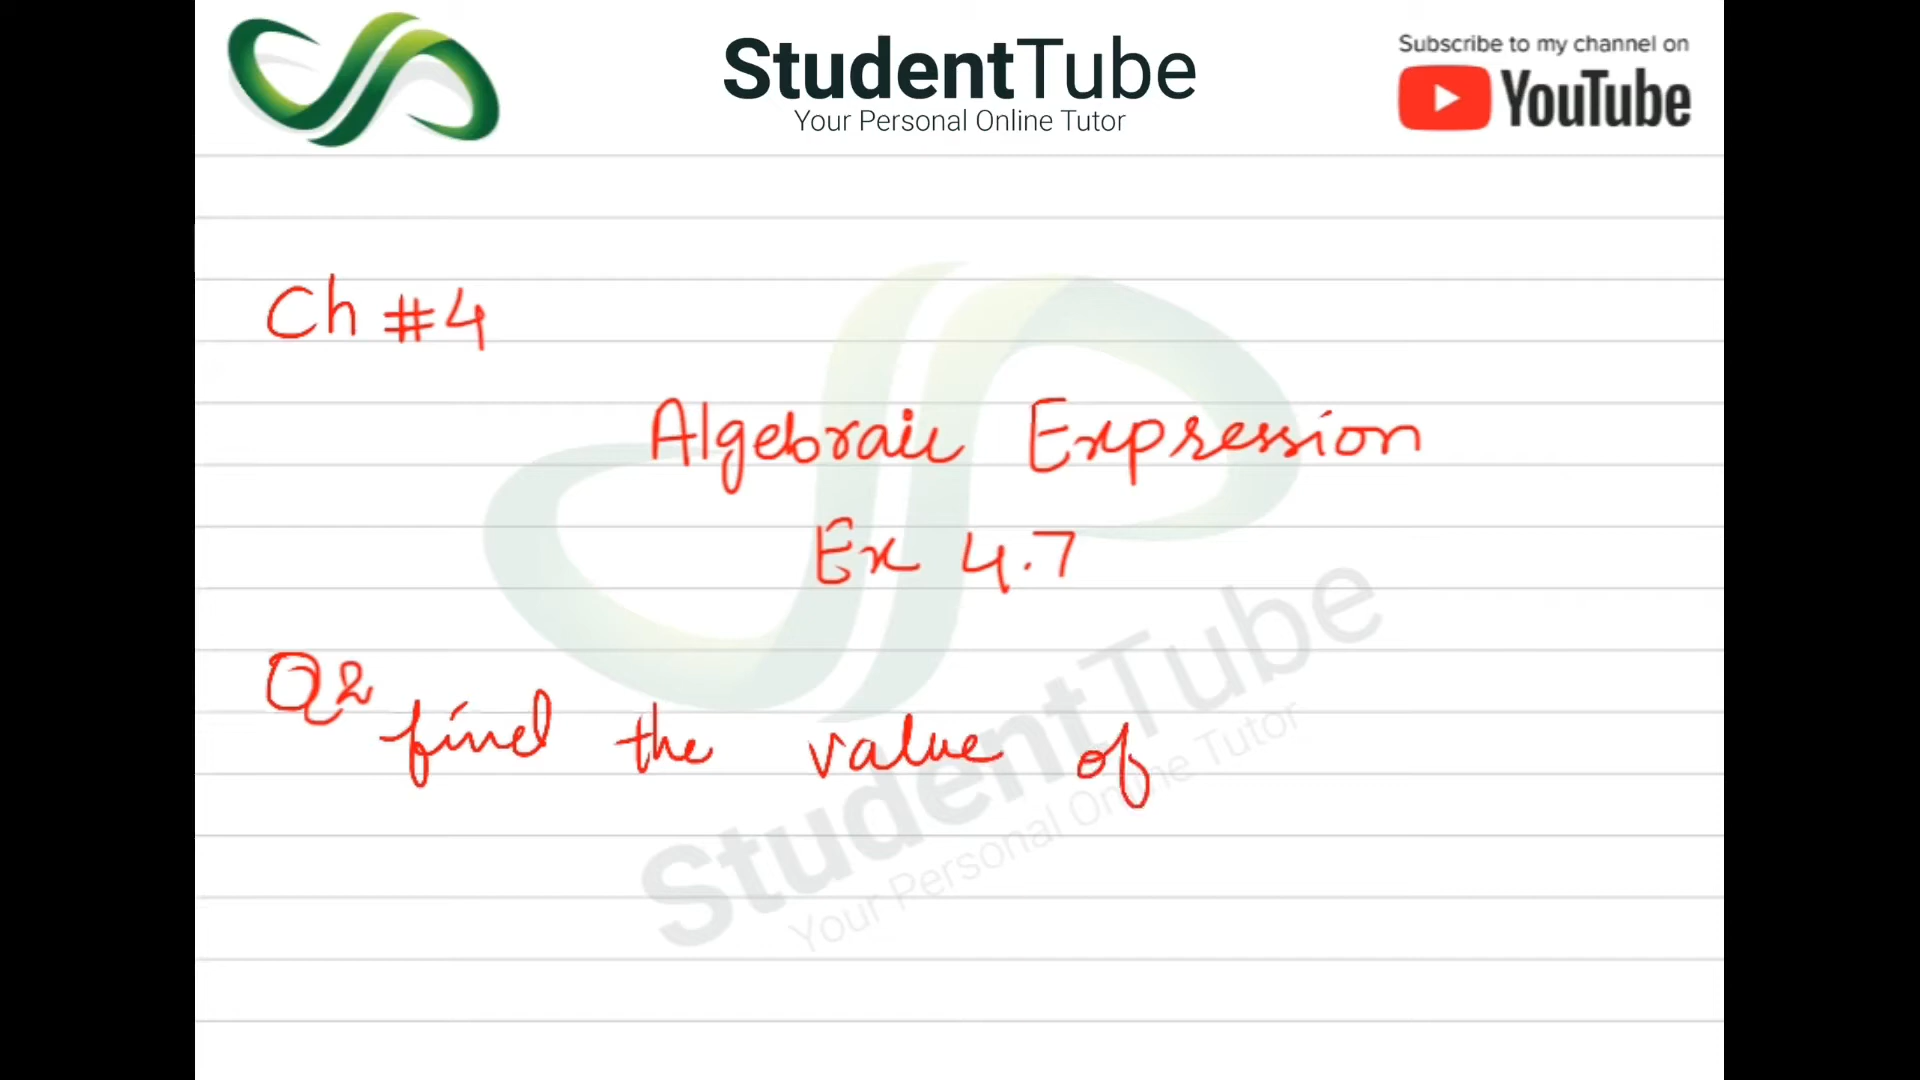 StudentTube
Your Personal Online Tutor
Subscribe to my channel on
YouTube
Ch #4
Algebraic Expression
Ex 4.7
Q2
find the value of
StudentTube
Your Personal Online Tutor